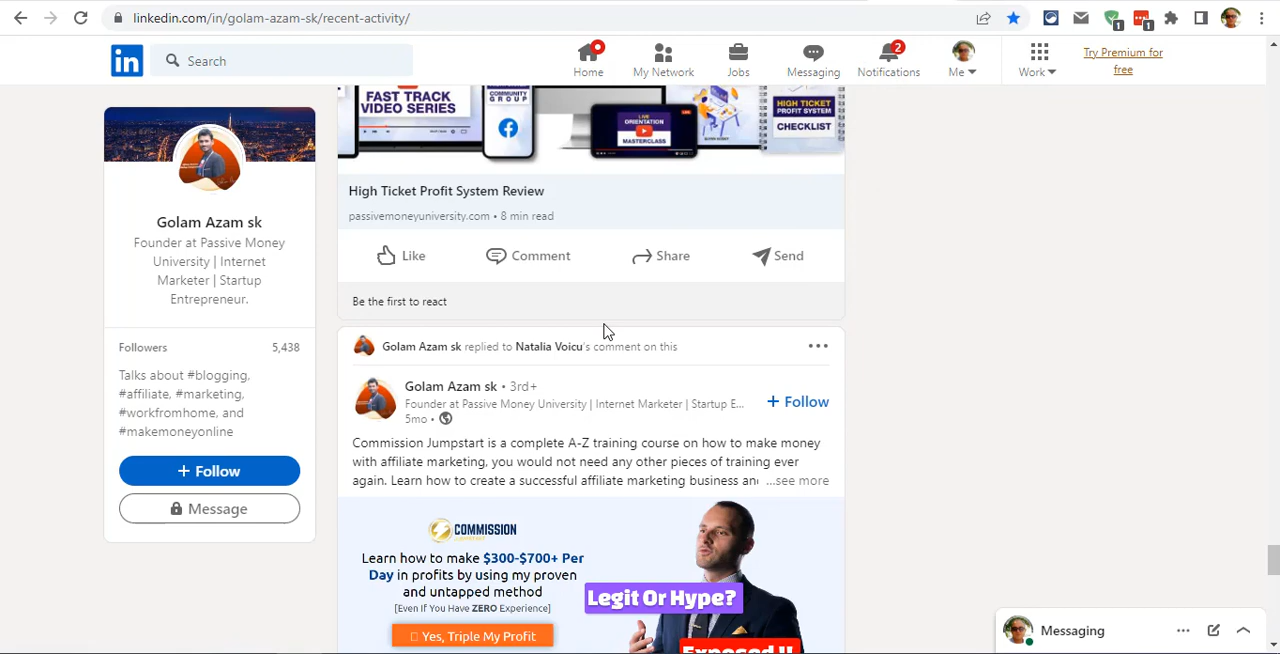 linkedin.com/in/golam-azam-sk/recent-activity/
1
1
in
Search
Home
My Network
Jobs
Messaging
2
Notifications
Me
Work
Try Premium for
free
FAST TRACK
VIDEO SERIES
COMMUNITY
GROUP
LIVE
ORIENTATION
MASTERCLASS
HIGH TICKET
PROFIT SYSTEM
CHECKLIST
High Ticket Profit System Review
passivemoneyuniversity.com • 8 min read
Like
Comment
Share
Send
Be the first to react
Golam Azam sk
Founder at Passive Money
University | Internet
Marketer | Startup
Entrepreneur.
Followers 5,438
Talks about #blogging,
#affiliate, #marketing,
#workfromhome, and
#makemoneyonline
+ Follow
Message
Golam Azam sk replied to Natalia Voicu's comment on this
Golam Azam sk • 3rd+
Founder at Passive Money University | Internet Marketer | Startup E...
5mo •
+ Follow
Commission Jumpstart is a complete A-Z training course on how to make money
with affiliate marketing, you would not need any other pieces of training ever
again. Learn how to create a successful affiliate marketing business an ...see more
COMMISSION
JUMPSTART
Learn how to make $300-$700+ Per
Day in profits by using my proven
and untapped method
[Even If You Have ZERO Experience]
Yes, Triple My Profit
Legit Or Hype?
Exposed !!
Messaging